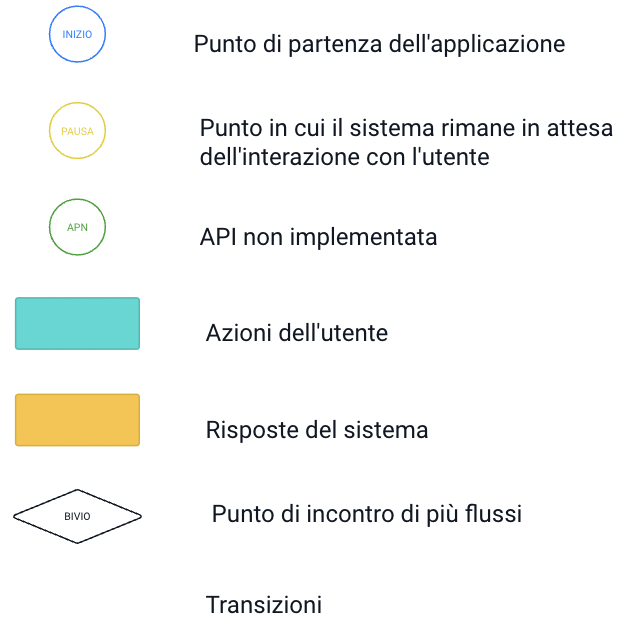 INIZIO
Punto di partenza dell'applicazione
PAUSA
Punto in cui il sistema rimane in attesa
dell'interazione con l'utente
APN
API non implementata
Azioni dell'utente
Risposte del sistema
BIVIO
Punto di incontro di più flussi
Transizioni